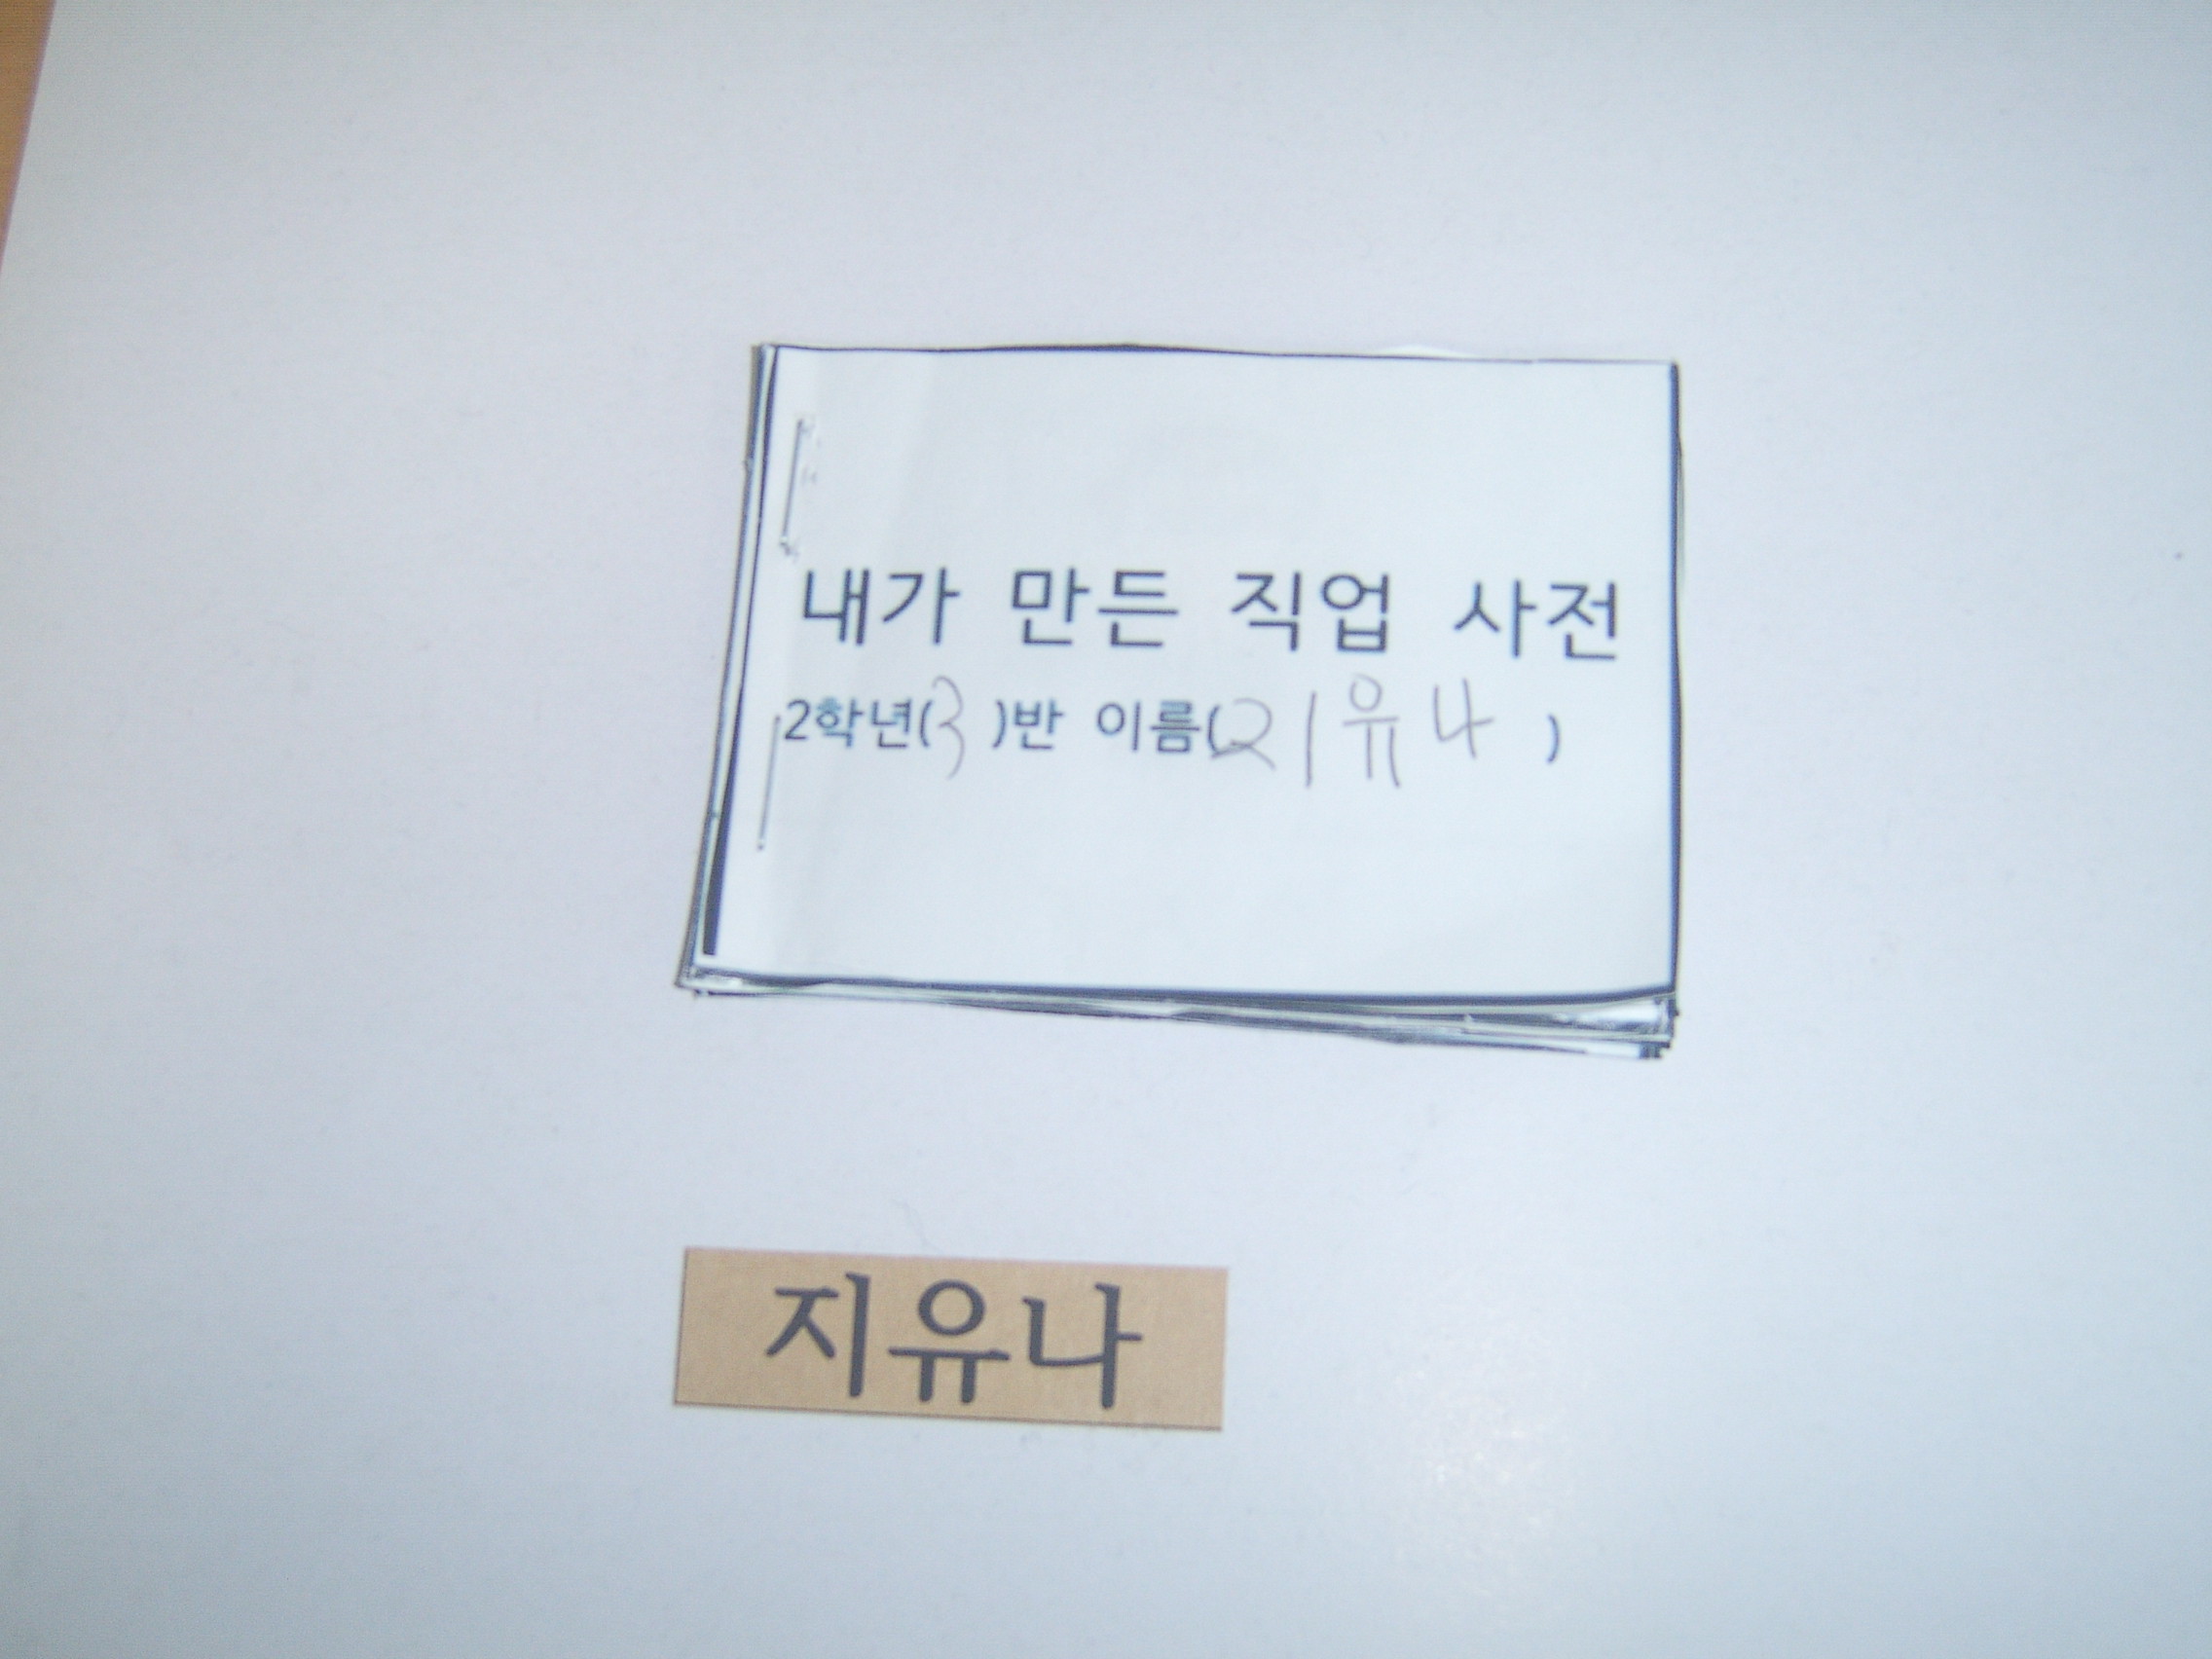 내가 만든 직업 사전
2학년(3)반 이름(지유나)
지유나